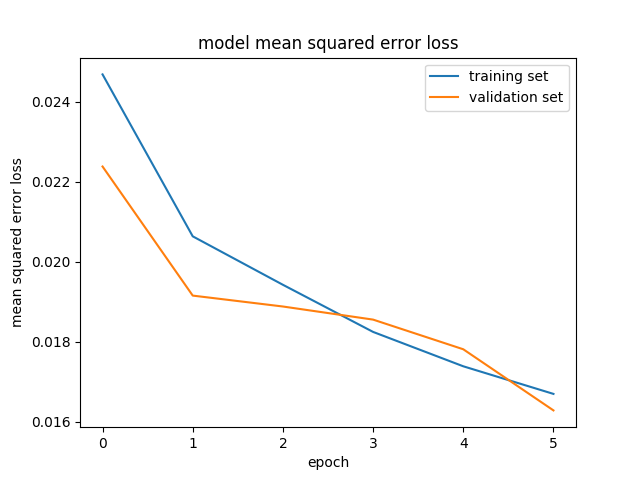 model mean squared error loss
training set
validation set
0.024
0.022
0.020
0.018
0.016
mean squared error loss
0 1 2 3 4 5
epoch